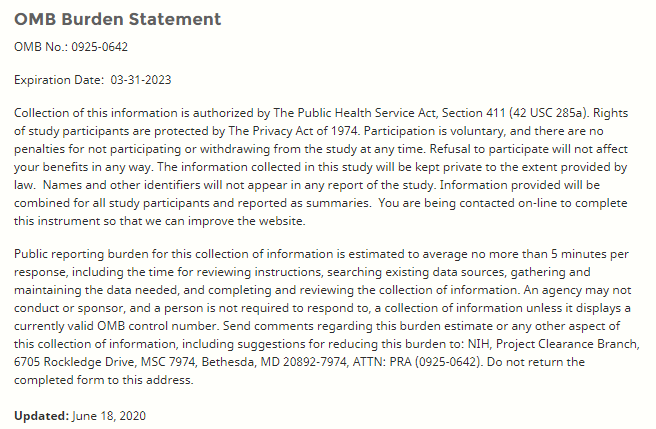 OMB Burden Statement
OMB No.: 0925-0642
Expiration Date:  03-31-2023
Collection of this information is authorized by The Public Health Service Act, Section 411 (42 USC 285a). Rights
of study participants are protected by The Privacy Act of 1974. Participation is voluntary, and there are no
penalties for not participating or withdrawing from the study at any time. Refusal to participate will not affect
your benefits in any way. The information collected in this study will be kept private to the extent provided by
law.  Names and other identifiers will not appear in any report of the study. Information provided will be
combined for all study participants and reported as summaries.  You are being contacted on-line to complete
this instrument so that we can improve the website.
Public reporting burden for this collection of information is estimated to average no more than 5 minutes per
response, including the time for reviewing instructions, searching existing data sources, gathering and
maintaining the data needed, and completing and reviewing the collection of information. An agency may not
conduct or sponsor, and a person is not required to respond to, a collection of information unless it displays a
currently valid OMB control number. Send comments regarding this burden estimate or any other aspect of
this collection of information, including suggestions for reducing this burden to: NIH, Project Clearance Branch,
6705 Rockledge Drive, MSC 7974, Bethesda, MD 20892-7974, ATTN: PRA (0925-0642). Do not return the
completed form to this address.
Updated: June 18, 2020